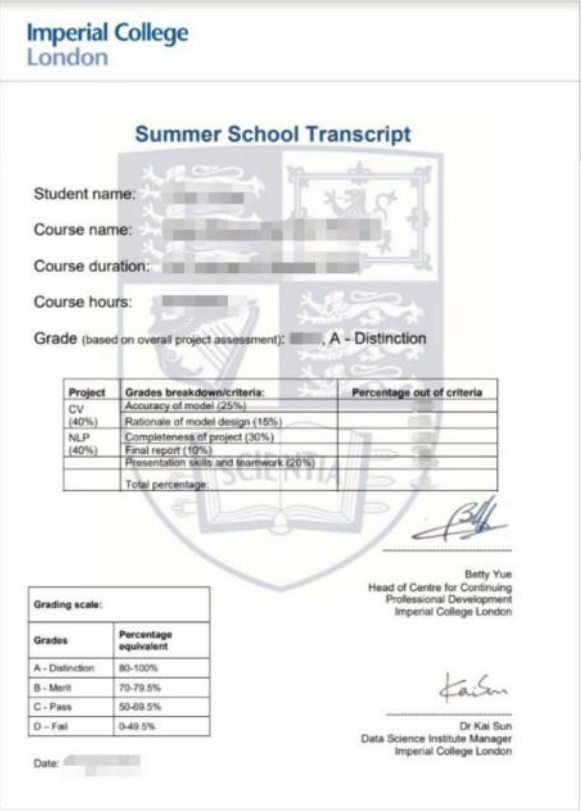 Imperial College
London
Summer School Transcript
Student name:
Course name:
Course duration:
Course hours:
Grade (based on overall project assessment): , A - Distinction
Project Grades breakdown/criteria: Percentage out of criteria
CV (40%) Accuracy of model (25%)
Rationale of model design (15%)
NLP (40%) Completeness of project (30%)
Final report (10%)
Presentation skills and teamwork (20%)
Total percentage:
SCIENTIA
Betty Yue
Head of Centre for Continuing
Professional Development
Imperial College London
Grading scale:
Grades Percentage equivalent
A - Distinction 80-100%
B - Merit 70-79.5%
C - Pass 50-69.5%
D – Fail 0-49.5%
Kai Sun
Dr Kai Sun
Data Science Institute Manager
Imperial College London
Date: